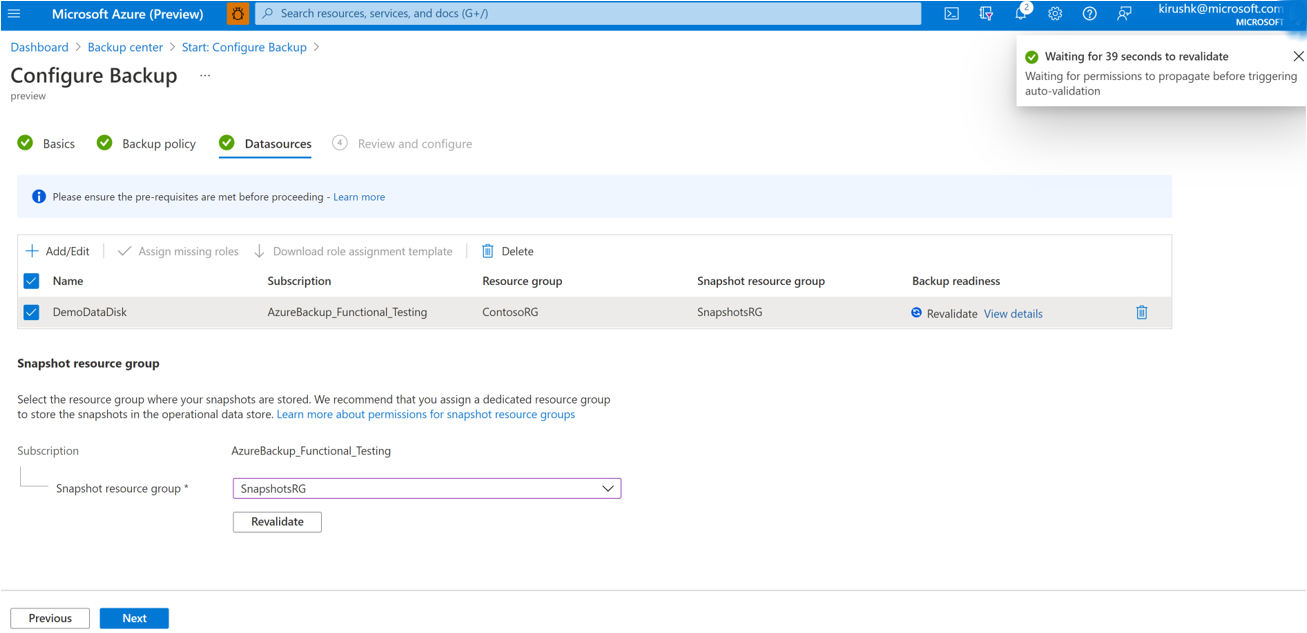 Microsoft Azure (Preview)
Search resources, services, and docs (G+/)
2
kirushk@microsoft.com
MICROSOFT
Dashboard > Backup center > Start: Configure Backup >
Configure Backup ...
preview
Waiting for 39 seconds to revalidate
Waiting for permissions to propagate before triggering
auto-validation
Basics Backup policy Datasources 4 Review and configure
Please ensure the pre-requisites are met before proceeding - Learn more
Add/Edit Assign missing roles Download role assignment template Delete
Name Subscription Resource group Snapshot resource group Backup readiness
DemoDataDisk AzureBackup_Functional_Testing ContosoRG SnapshotsRG Revalidate View details
Snapshot resource group
Select the resource group where your snapshots are stored. We recommend that you assign a dedicated resource group
to store the snapshots in the operational data store. Learn more about permissions for snapshot resource groups
Subscription AzureBackup_Functional_Testing
Snapshot resource group * SnapshotsRG
Revalidate
Previous Next